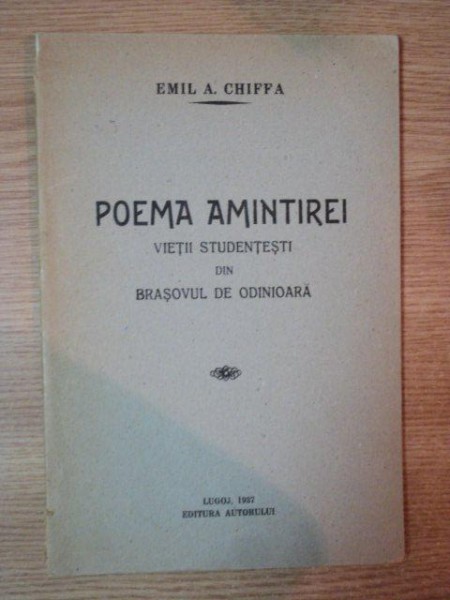 EMIL A. CHIFFA
POEMA AMINTIREI
VIEȚII STUDENȚEȘTI
DIN
BRAȘOVUL DE ODINIOARĂ
LUGOJ, 1937
EDITURA AUTORULUI